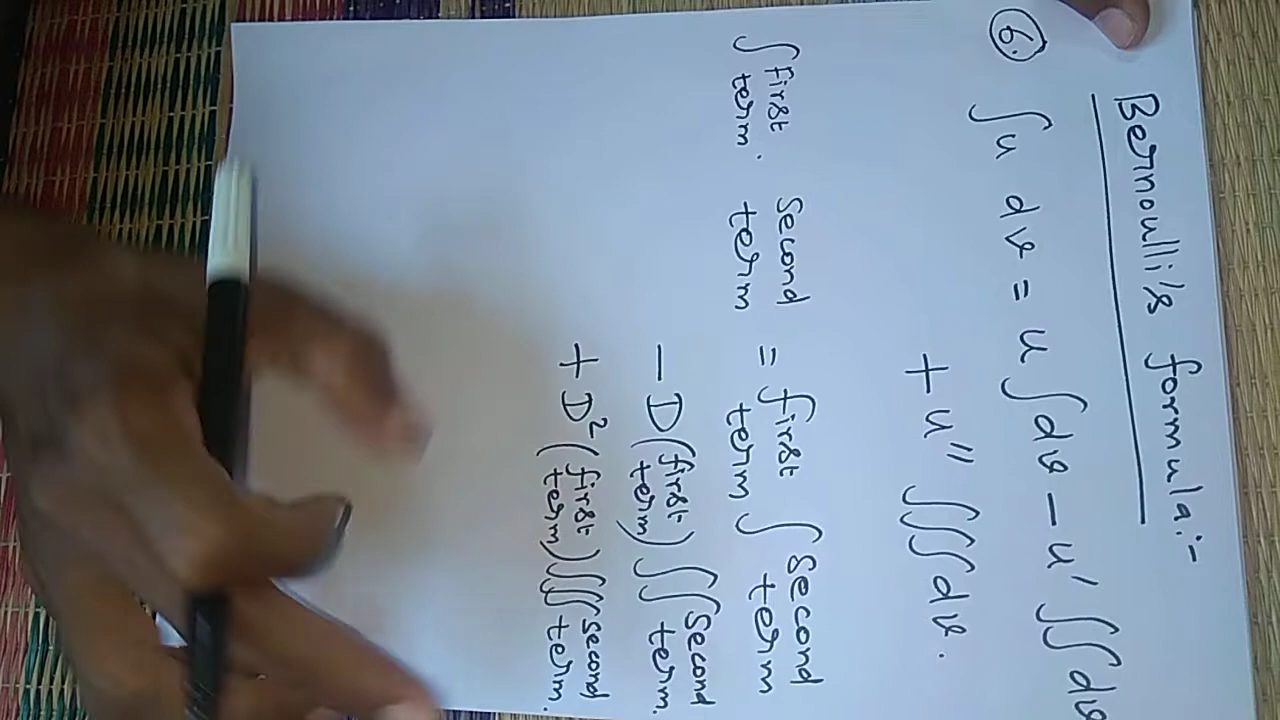 Bernoulli's formula:-
6. ∫u dv = u ∫dv - u' ∫∫dv
+ u'' ∫∫∫dv.
∫ first term. Second term = first term ∫ Second term
- D(first term) ∫∫ Second term.
+ D² (first term) ∫∫∫ Second term.